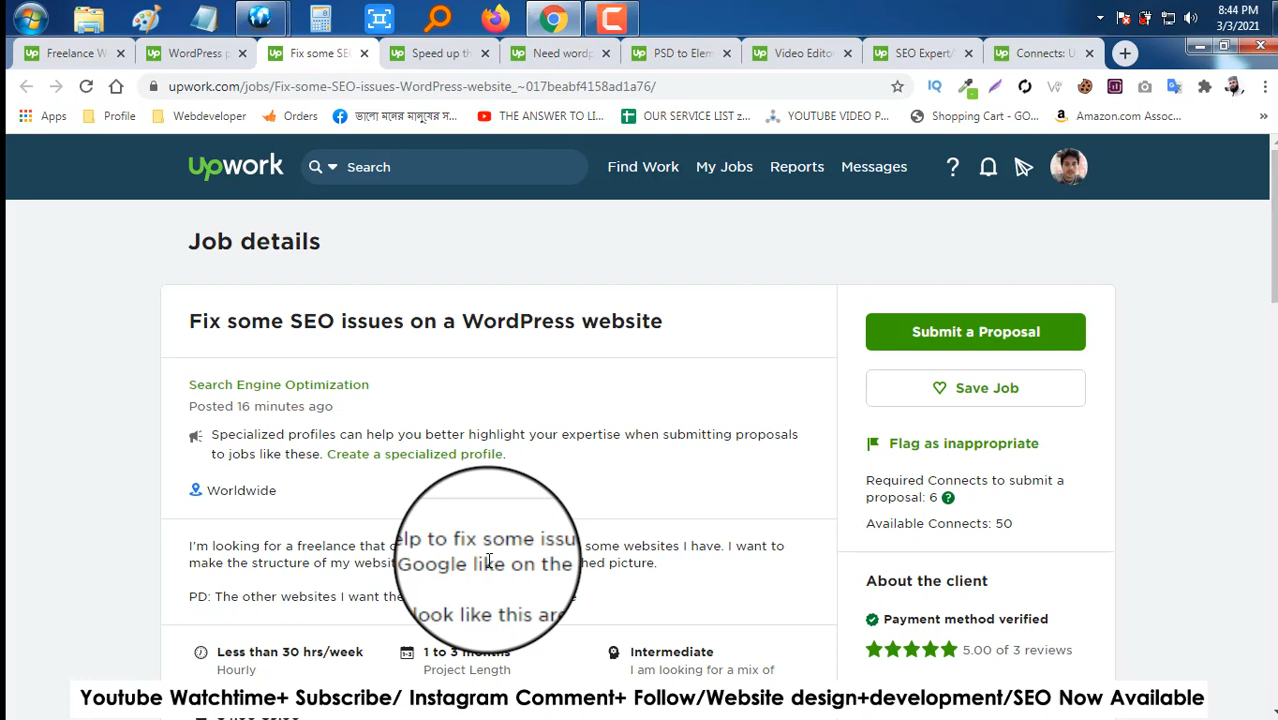 8:44 PM
3/3/2021
Freelance W
WordPress p
Fix some SEO
Speed up th
New wordp
PSD to Elem
Video Editor
SEO Expert/
Connects: U
upwork.com/jobs/Fix-some-SEO-issues-WordPress-website_~017beabf4158ad1a76/
Apps
Profile
Webdeveloper
Orders
ভালো মনের মানুষের স...
THE ANSWER TO LI...
OUR SERVICE LIST z...
YOUTUBE VIDEO P...
Shopping Cart - GO...
Amazon.com Assoc...
upwork
Search
Find Work
My Jobs
Reports
Messages
Job details
Fix some SEO issues on a WordPress website
Submit a Proposal
Save Job
Search Engine Optimization
Posted 16 minutes ago
Specialized profiles can help you better highlight your expertise when submitting proposals
to jobs like these. Create a specialized profile.
Flag as inappropriate
Required Connects to submit a
proposal: 6
Available Connects: 50
Worldwide
I'm looking for a freelance that elp to fix some issu some websites I have. I want to
make the structure of my websit Google like on the hed picture.
PD: The other websites I want the look like this are
About the client
Payment method verified
5.00 of 3 reviews
Less than 30 hrs/week
Hourly
1 to 3 months
Project Length
Intermediate
I am looking for a mix of
Youtube Watchtime+ Subscribe/ Instagram Comment+ Follow/Website design+development/SEO Now Available